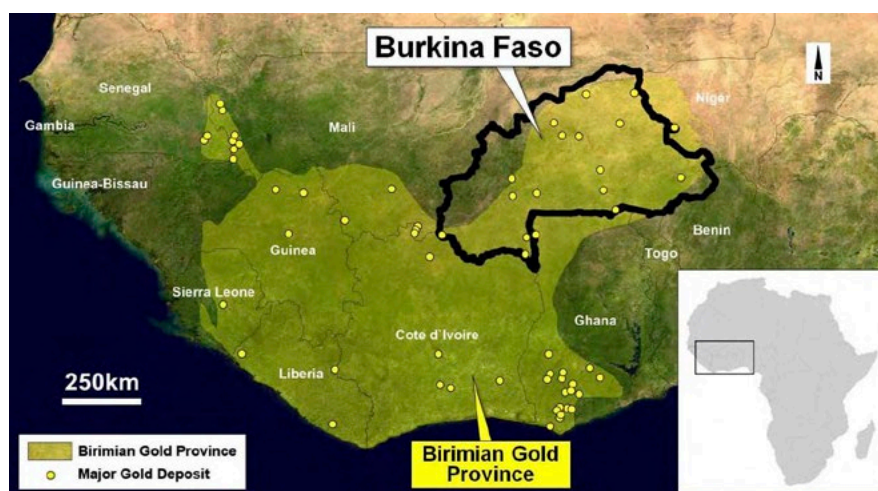 Burkina Faso
N
Senegal
Niger
Gambia
Mali
Guinea-Bissau
Benin
Guinea
Togo
Sierra Leone
Ghana
Coté d`Ivoire
Liberia
250km
Birimian Gold
Province
Birimian Gold Province
Major Gold Deposit